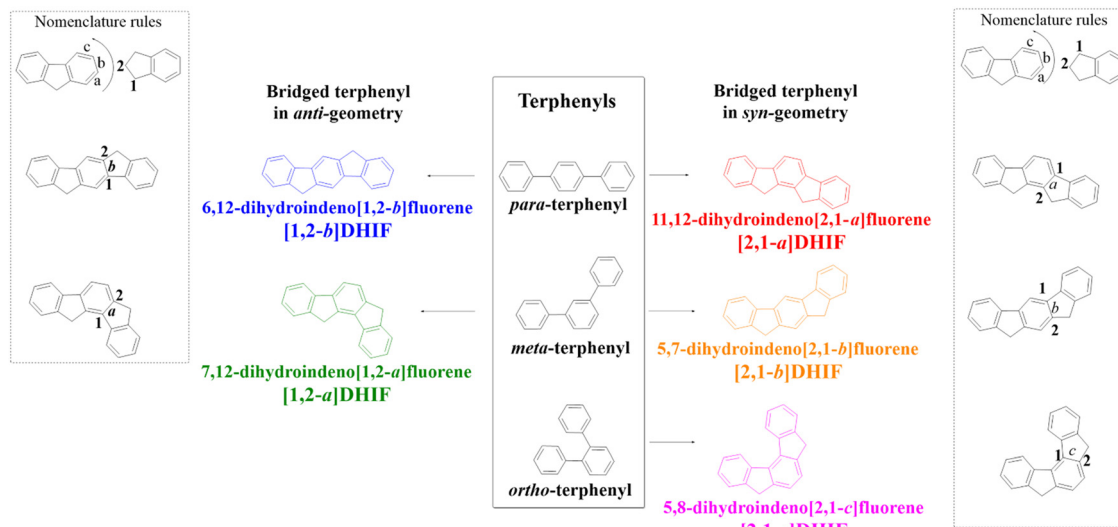 Nomenclature rules
c
b
a
2
1
2
b
1
2
a
1
Bridged terphenyl
in anti-geometry
6,12-dihydroindeno[1,2-b]fluorene
[1,2-b]DHIF
7,12-dihydroindeno[1,2-a]fluorene
[1,2-a]DHIF
Terphenyls
para-terphenyl
meta-terphenyl
ortho-terphenyl
Bridged terphenyl
in syn-geometry
11,12-dihydroindeno[2,1-a]fluorene
[2,1-a]DHIF
5,7-dihydroindeno[2,1-b]fluorene
[2,1-b]DHIF
5,8-dihydroindeno[2,1-c]fluorene
Nomenclature rules
c
b
a
1
2
1
a
2
1
b
2
1
c
2